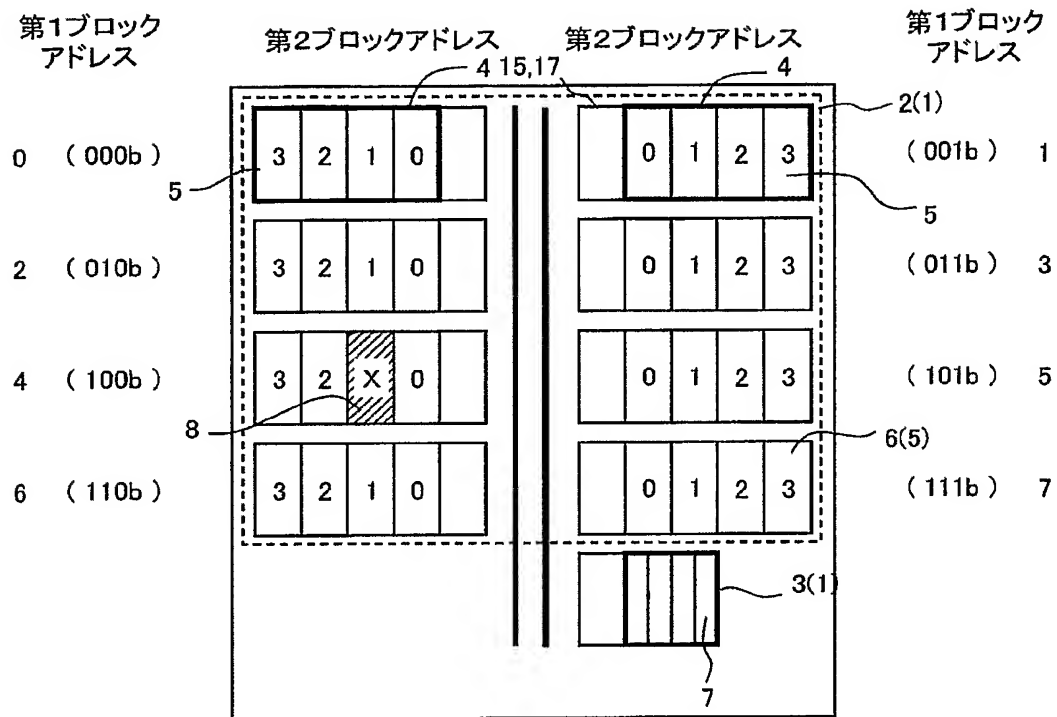 第1ブロック
アドレス
第2ブロックアドレス
第2ブロックアドレス
第1ブロック
アドレス
4 15,17
4
2(1)
0 (000b)
3 2 1 0
0 1 2 3
(001b) 1
5
5
2 (010b)
3 2 1 0
0 1 2 3
(011b) 3
4 (100b)
3 2 X 0
0 1 2 3
(101b) 5
8
6(5)
6 (110b)
3 2 1 0
0 1 2 3
(111b) 7
3(1)
7